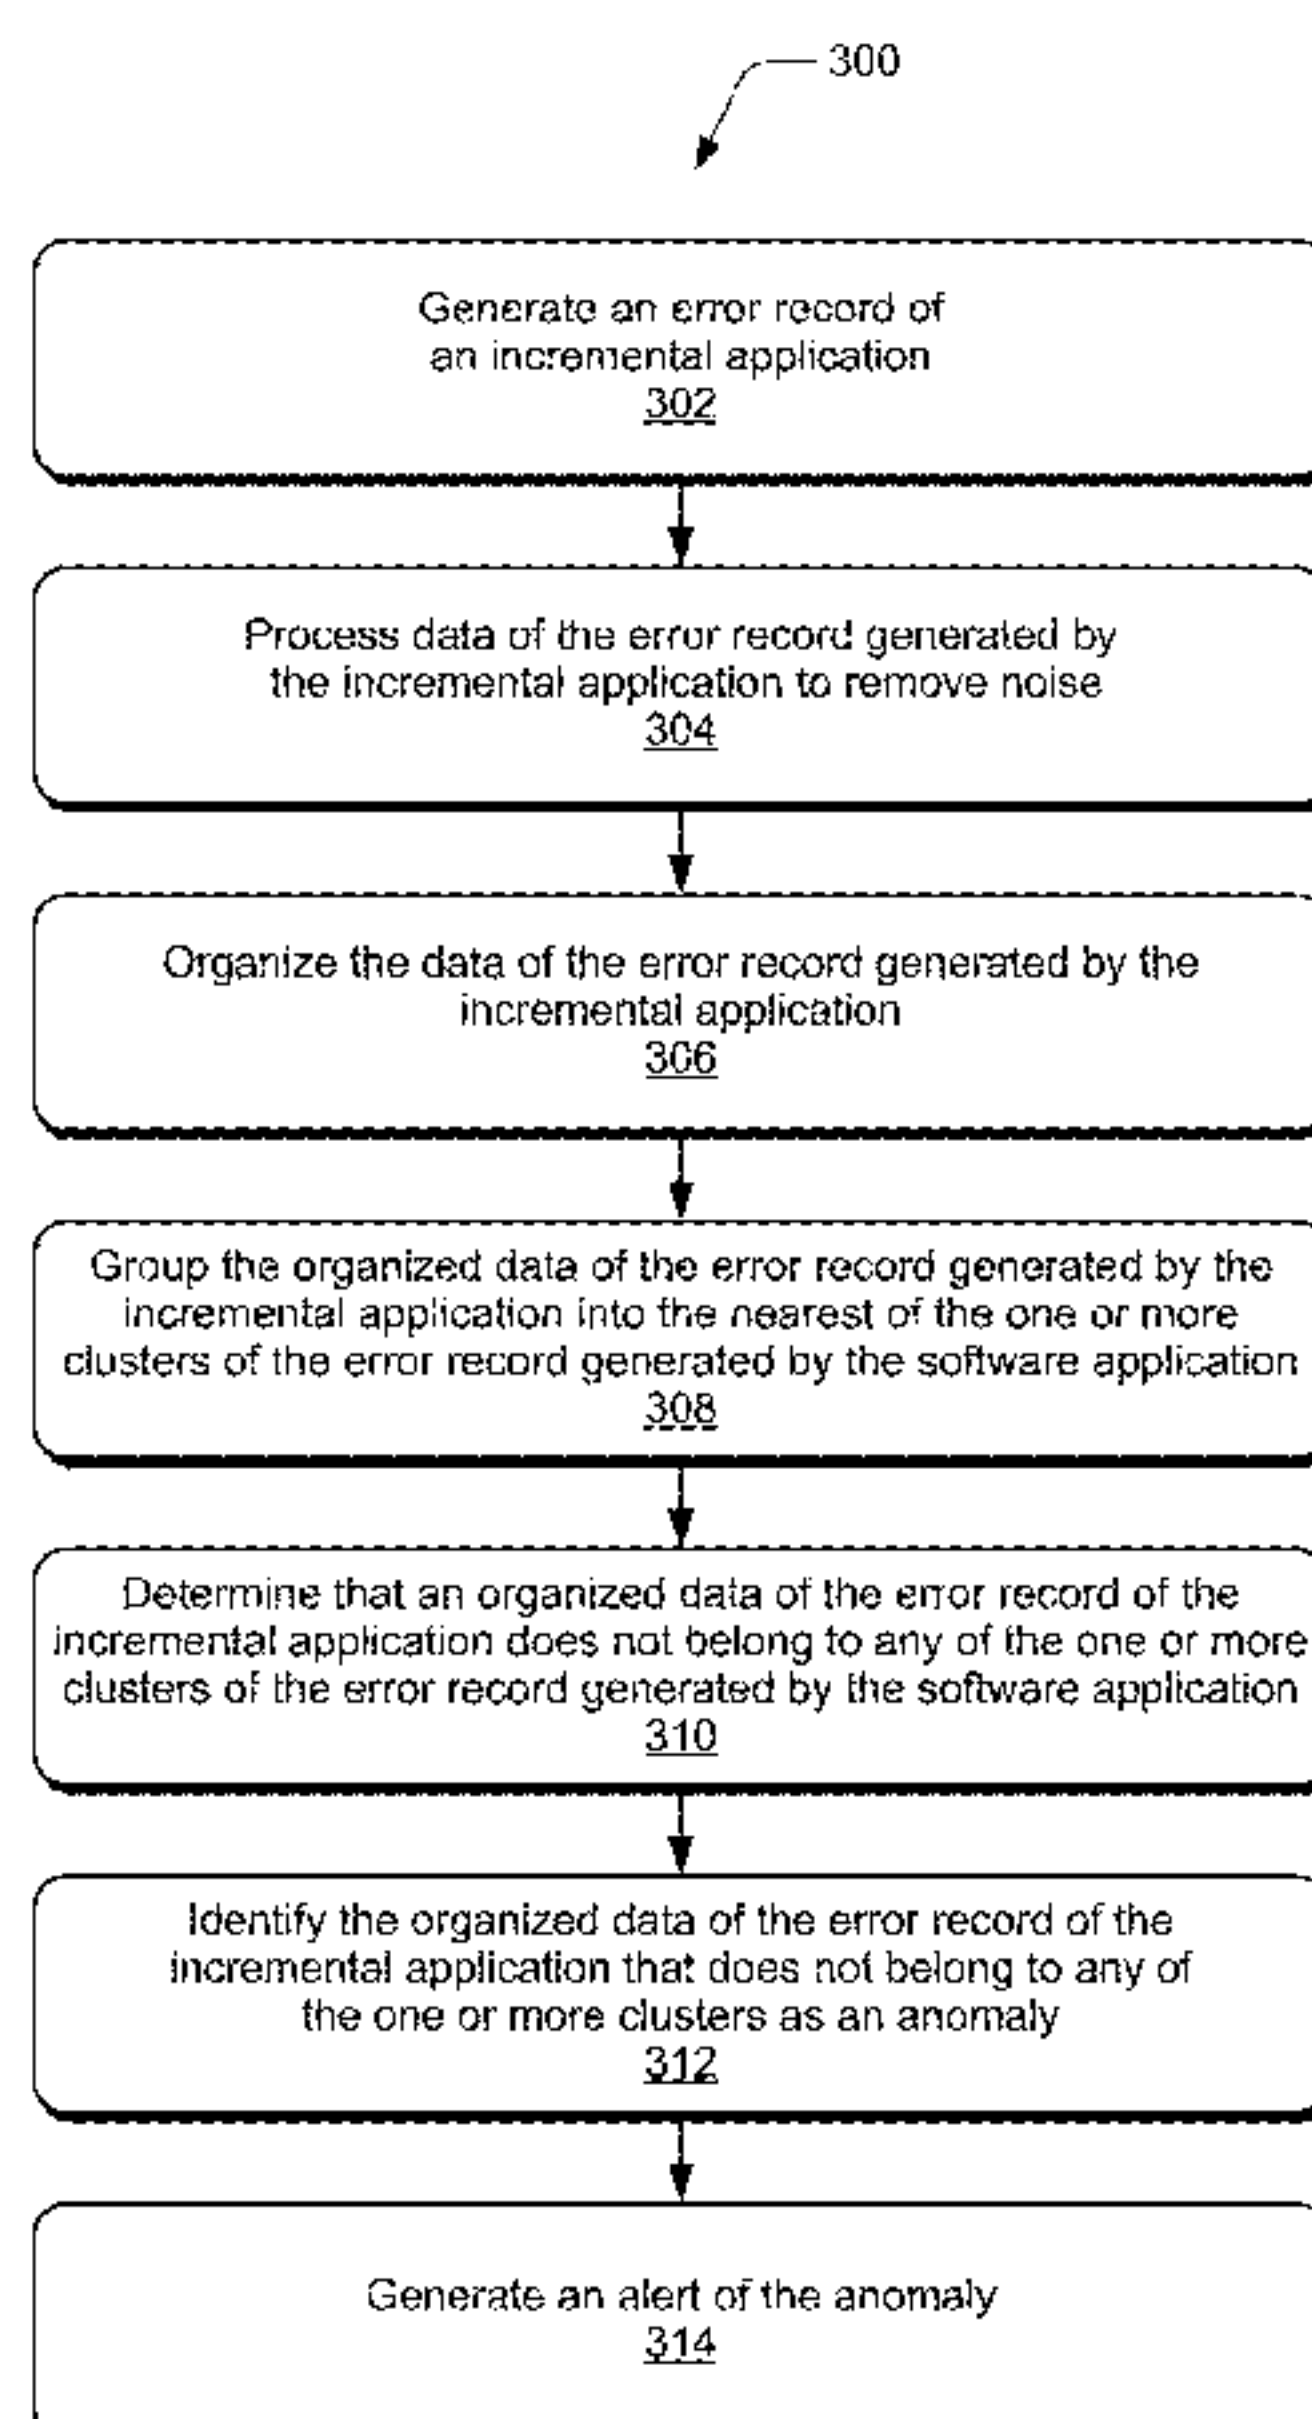 300
Generate an error record of
an incremental application
302
Process data of the error record generated by
the incremental application to remove noise
304
Organize the data of the error record generated by the
incremental application
306
Group the organized data of the error record generated by the
incremental application into the nearest of the one or more
clusters of the error record generated by the software application
308
Determine that an organized data of the error record of the
incremental application does not belong to any of the one or more
clusters of the error record generated by the software application
310
Identify the organized data of the error record of the
incremental application that does not belong to any of
the one or more clusters as an anomaly
312
Generate an alert of the anomaly
314